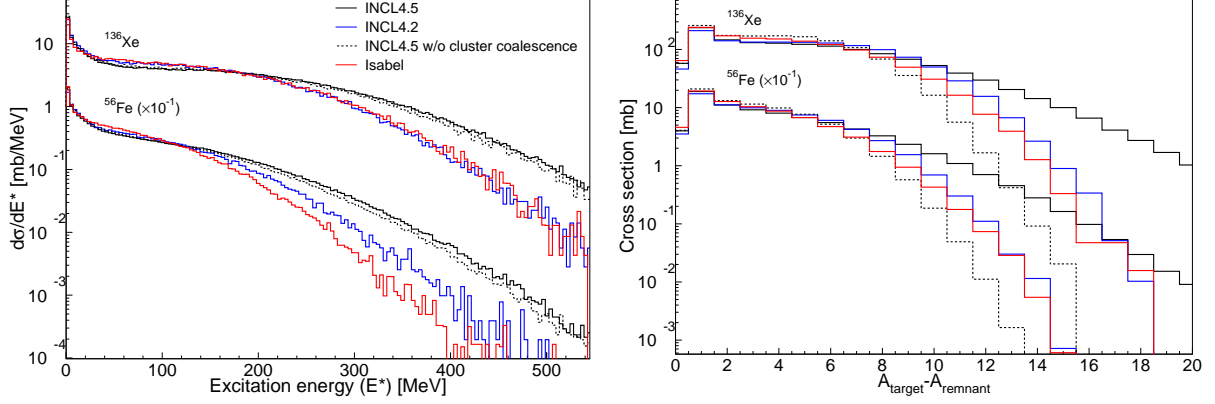 ¹³⁶Xe
⁵⁶Fe (×10⁻¹)
INCL4.5
INCL4.2
INCL4.5 w/o cluster coalescence
Isabel
dσ/dE* [mb/MeV]
10
1
10⁻¹
10⁻²
10⁻³
10⁻⁴
0 100 200 300 400 500
Excitation energy (E*) [MeV]
¹³⁶Xe
⁵⁶Fe (×10⁻¹)
Cross section [mb]
10²
10
1
10⁻¹
10⁻²
10⁻³
0 2 4 6 8 10 12 14 16 18 20
A_target-A_remnant